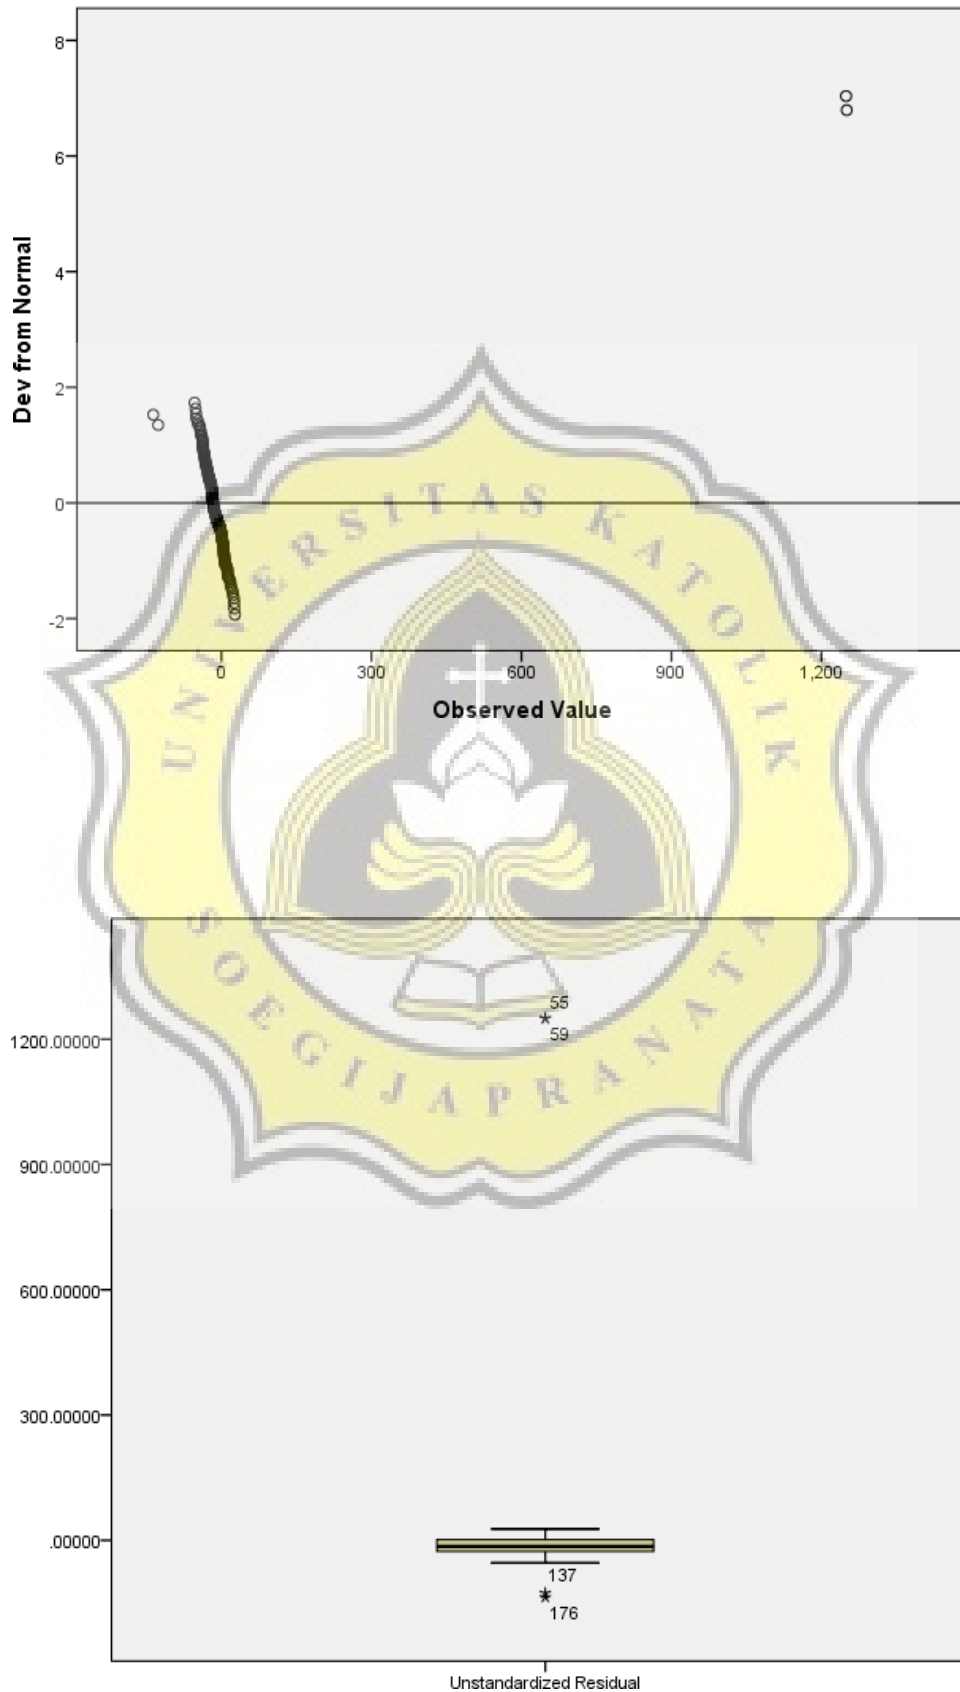 8
6
4
2
0
-2
Dev from Normal
0 300 600 900 1,200
Observed Value
UNIVERSITAS KATOLIK
SOEGIJAPRANATA
55
59
1200.00000
900.00000
600.00000
300.00000
.00000
137
176
Unstandardized Residual